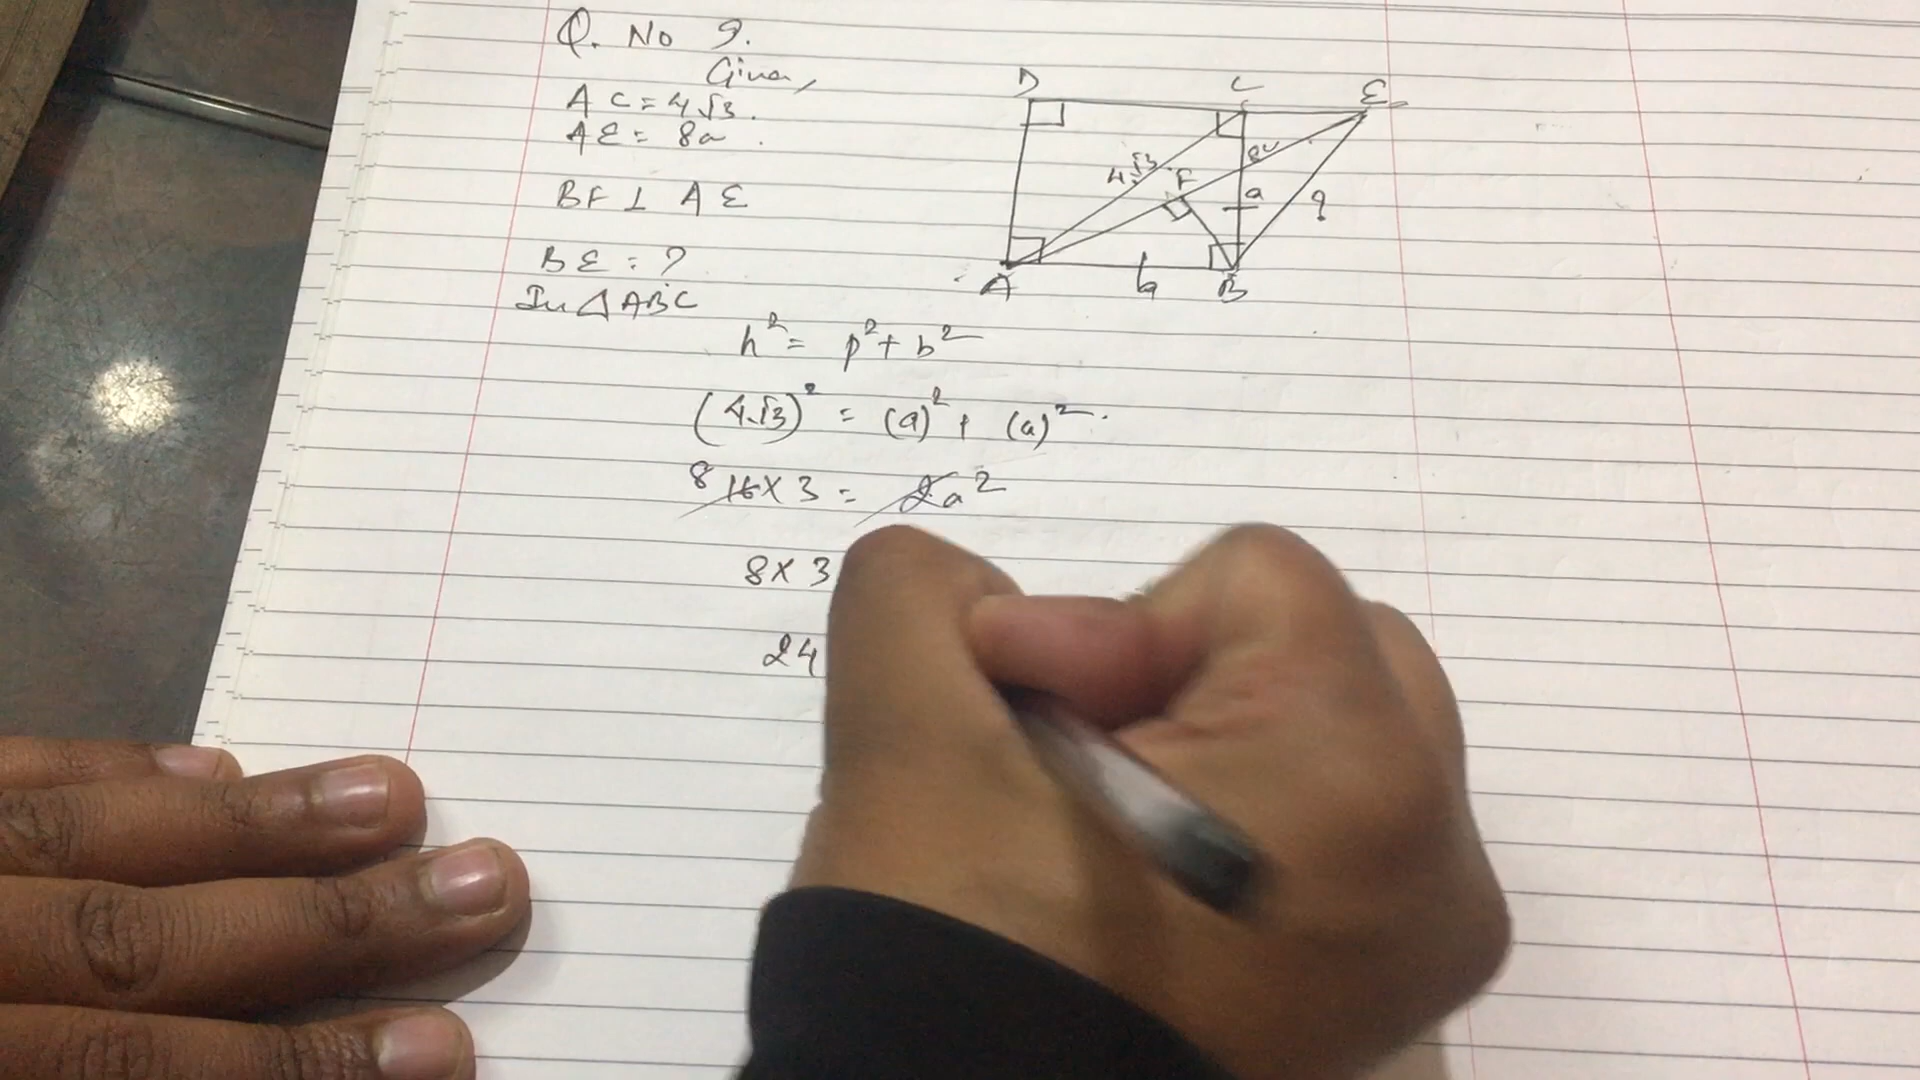 Q. No 9.
Given,
AC = 4√3.
AE = 8a.
BF ⊥ AE
BE = ?
In △ABC
h² = p² + b²
(4√3)² = (a)² + (a)².
8 16 × 3 = 2a²
8 × 3
24
D C E
4√3 F a ?
A B